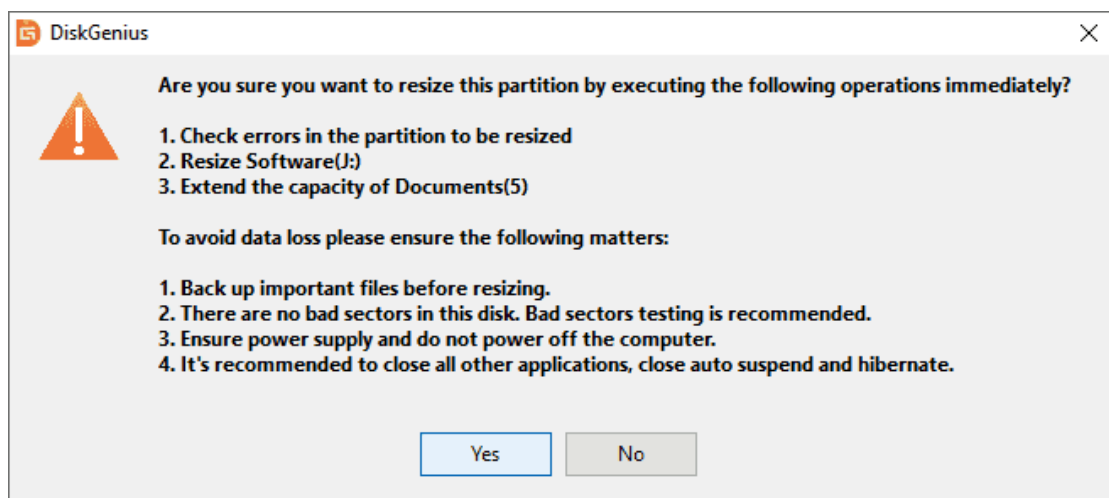 DiskGenius
Are you sure you want to resize this partition by executing the following operations immediately?
1. Check errors in the partition to be resized
2. Resize Software(J:)
3. Extend the capacity of Documents(5)
To avoid data loss please ensure the following matters:
1. Back up important files before resizing.
2. There are no bad sectors in this disk. Bad sectors testing is recommended.
3. Ensure power supply and do not power off the computer.
4. It's recommended to close all other applications, close auto suspend and hibernate.
Yes
No